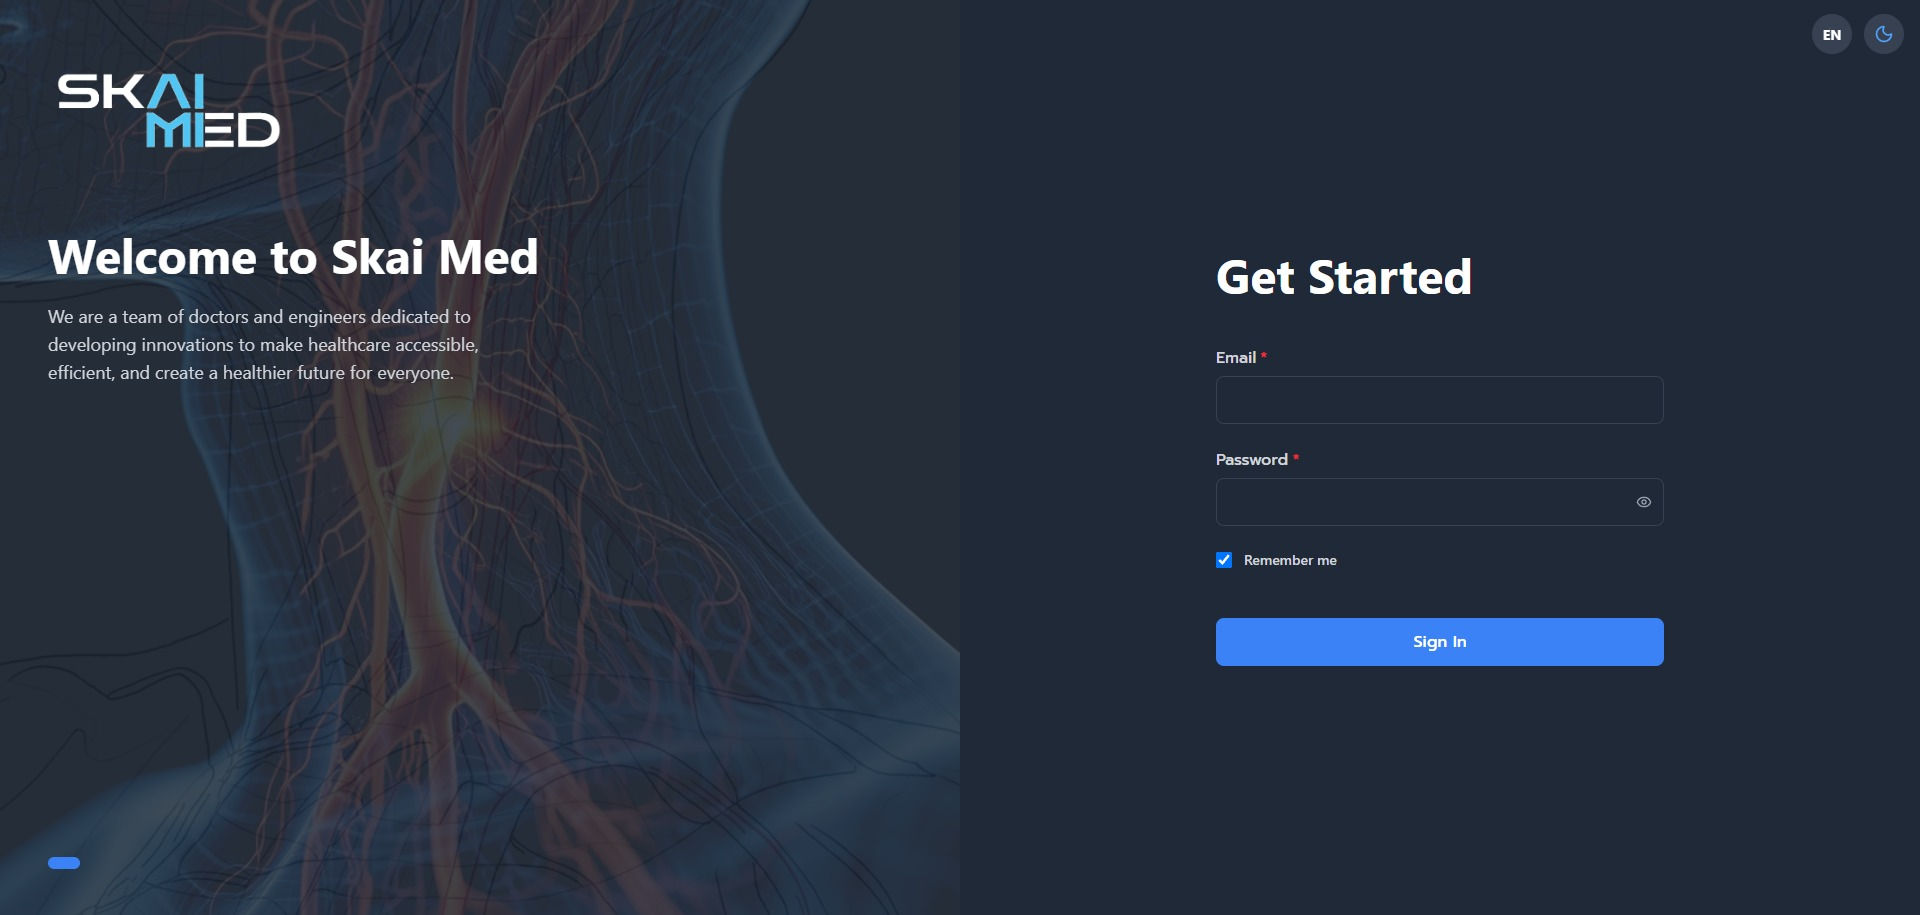 SKAI
MED
EN
Welcome to Skai Med
We are a team of doctors and engineers dedicated to
developing innovations to make healthcare accessible,
efficient, and create a healthier future for everyone.
Get Started
Email *
Password *
Remember me
Sign In